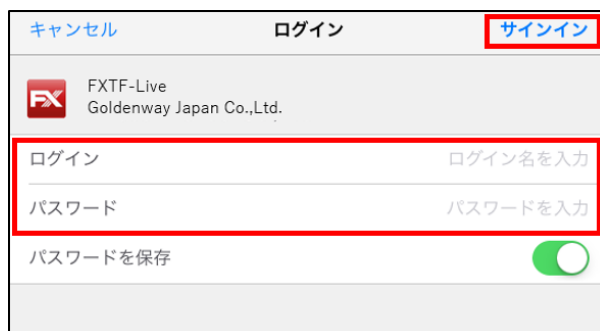 キャンセル ログイン サインイン
FX FXTF-Live
Goldenway Japan Co.,Ltd.
ログイン ログイン名を入力
パスワード パスワードを入力
パスワードを保存